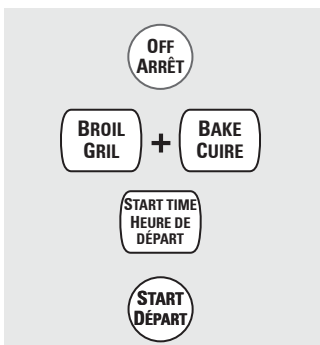 OFF
ARRÊT
BROIL
GRIL
+
BAKE
CUIRE
START TIME
HEURE DE
DÉPART
START
DÉPART